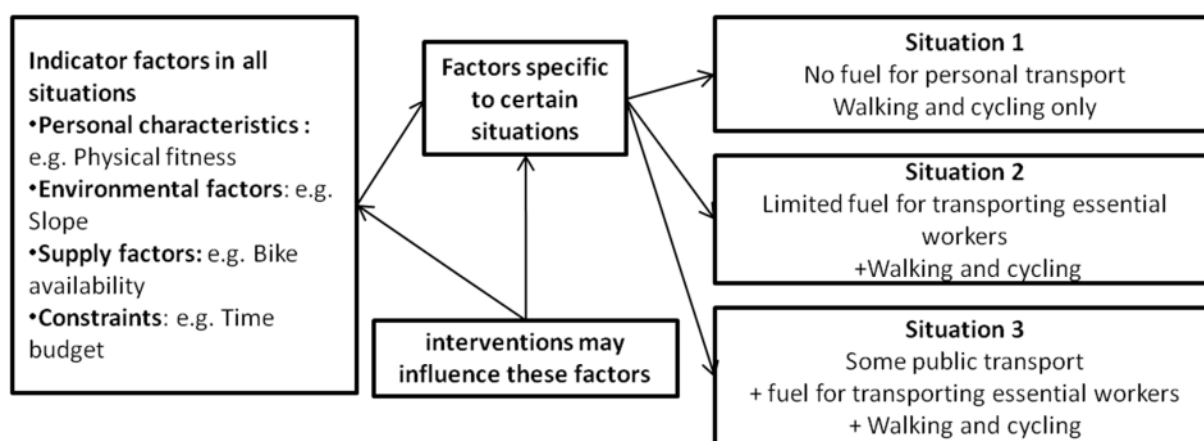 Indicator factors in all
situations
•Personal characteristics :
e.g. Physical fitness
•Environmental factors: e.g.
Slope
•Supply factors: e.g. Bike
availability
•Constraints: e.g. Time
budget
Factors specific
to certain
situations
interventions may
influence these factors
Situation 1
No fuel for personal transport
Walking and cycling only
Situation 2
Limited fuel for transporting essential
workers
+Walking and cycling
Situation 3
Some public transport
+ fuel for transporting essential workers
+ Walking and cycling